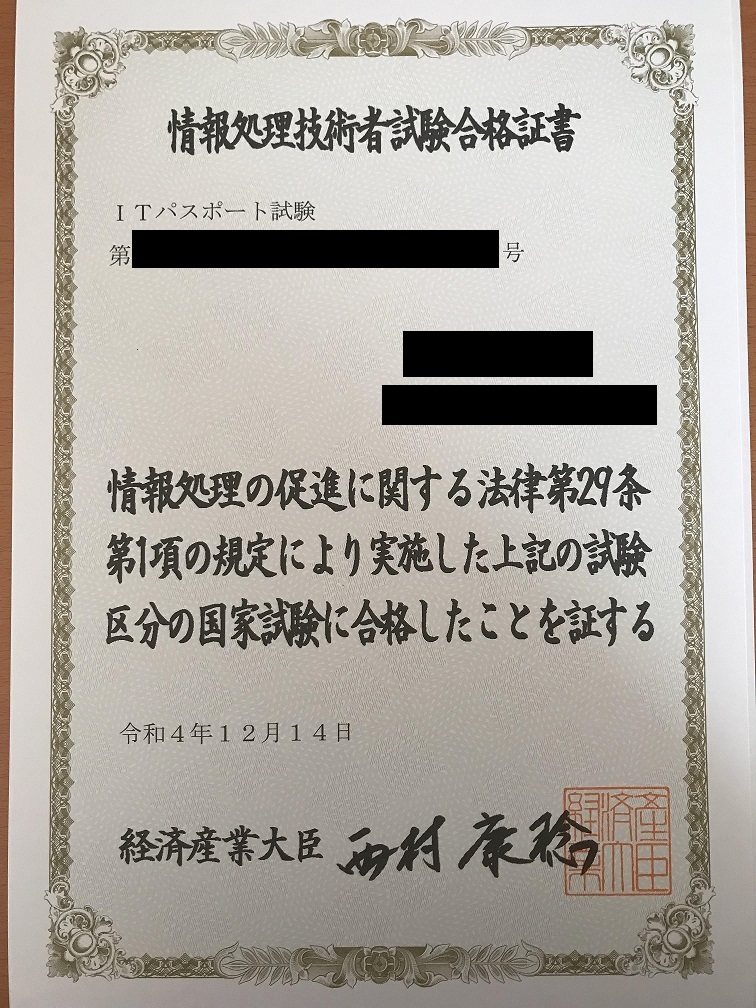 情報処理技術者試験合格証書
ITパスポート試験
第 号
情報処理の促進に関する法律第29条
第1項の規定により実施した上記の試験
区分の国家試験に合格したことを証する
令和4年12月14日
経済産業大臣 西村康稔